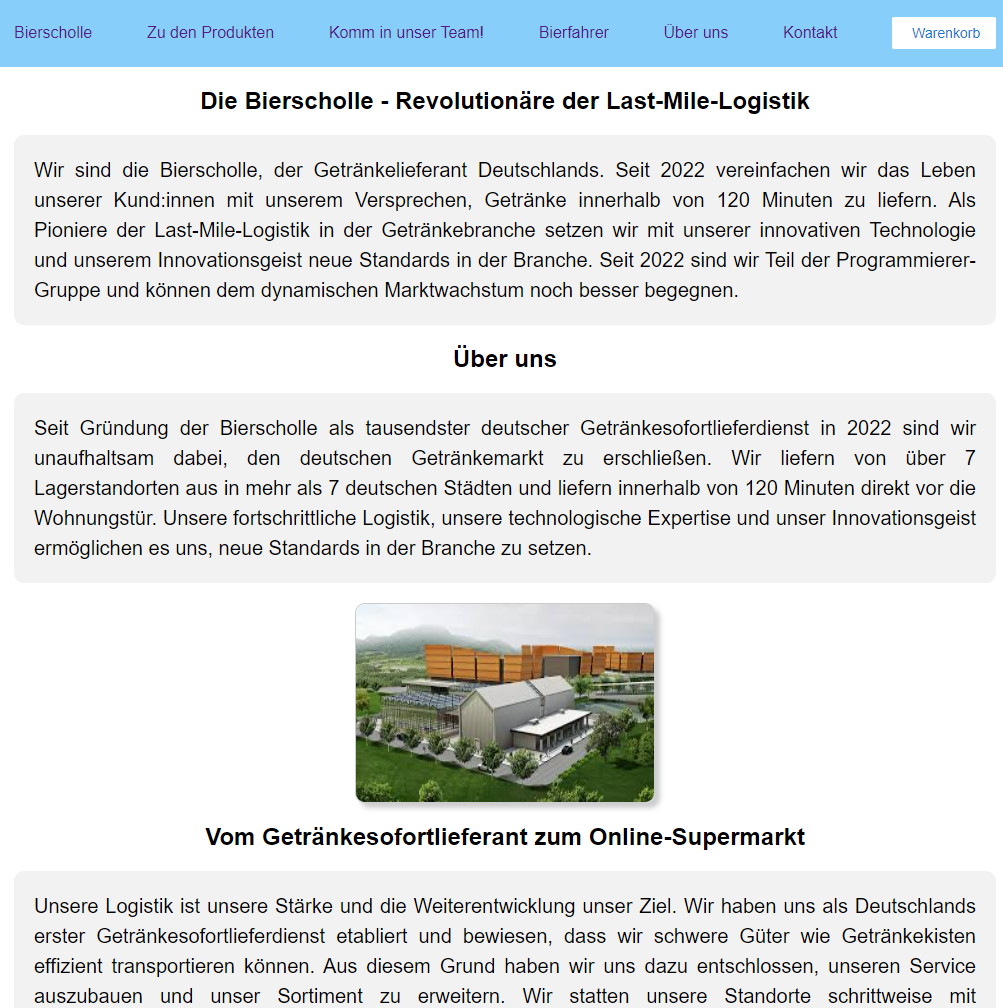 Bierscholle Zu den Produkten Komm in unser Team! Bierfahrer Über uns Kontakt Warenkorb
Die Bierscholle - Revolutionäre der Last-Mile-Logistik
Wir sind die Bierscholle, der Getränkelieferant Deutschlands. Seit 2022 vereinfachen wir das Leben
unserer Kund:innen mit unserem Versprechen, Getränke innerhalb von 120 Minuten zu liefern. Als
Pioniere der Last-Mile-Logistik in der Getränkebranche setzen wir mit unserer innovativen Technologie
und unserem Innovationsgeist neue Standards in der Branche. Seit 2022 sind wir Teil der Programmierer-
Gruppe und können dem dynamischen Marktwachstum noch besser begegnen.
Über uns
Seit Gründung der Bierscholle als tausendster deutscher Getränkesofortlieferdienst in 2022 sind wir
unaufhaltsam dabei, den deutschen Getränkemarkt zu erschließen. Wir liefern von über 7
Lagerstandorten aus in mehr als 7 deutschen Städten und liefern innerhalb von 120 Minuten direkt vor die
Wohnungstür. Unsere fortschrittliche Logistik, unsere technologische Expertise und unser Innovationsgeist
ermöglichen es uns, neue Standards in der Branche zu setzen.
Vom Getränkesofortlieferant zum Online-Supermarkt
Unsere Logistik ist unsere Stärke und die Weiterentwicklung unser Ziel. Wir haben uns als Deutschlands
erster Getränkesofortlieferdienst etabliert und bewiesen, dass wir schwere Güter wie Getränkekisten
effizient transportieren können. Aus diesem Grund haben wir uns dazu entschlossen, unseren Service
auszubauen und unser Sortiment zu erweitern. Wir statten unsere Standorte schrittweise mit